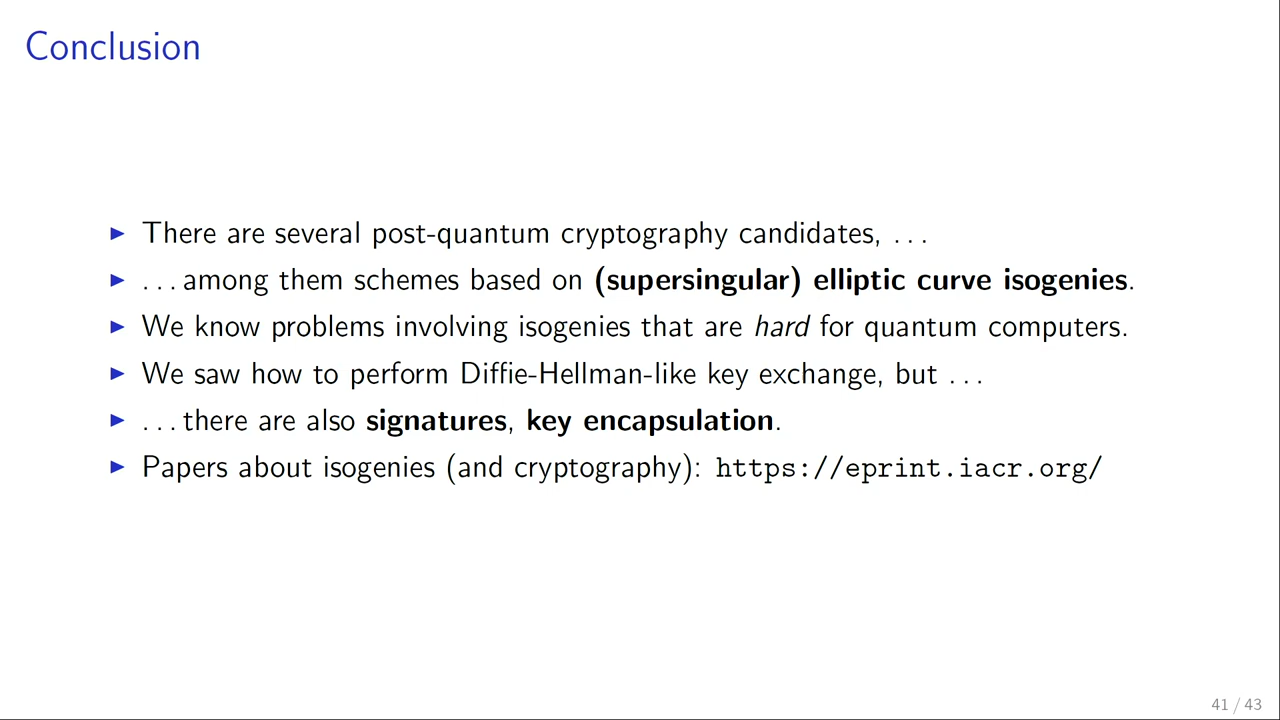 Conclusion
▶ There are several post-quantum cryptography candidates, . . .
▶ . . . among them schemes based on (supersingular) elliptic curve isogenies.
▶ We know problems involving isogenies that are hard for quantum computers.
▶ We saw how to perform Diffie-Hellman-like key exchange, but . . .
▶ . . . there are also signatures, key encapsulation.
▶ Papers about isogenies (and cryptography): https://eprint.iacr.org/
41 / 43